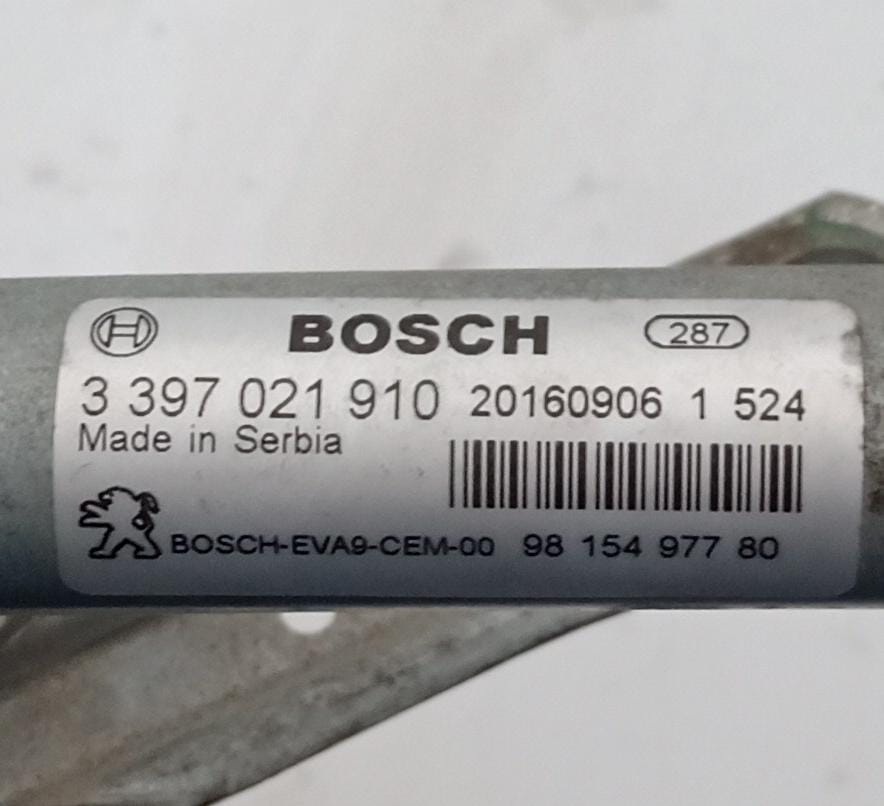 BOSCH 287
3 397 021 910 20160906 1 524
Made in Serbia
BOSCH-EVA9-CEM-00 98 154 977 80